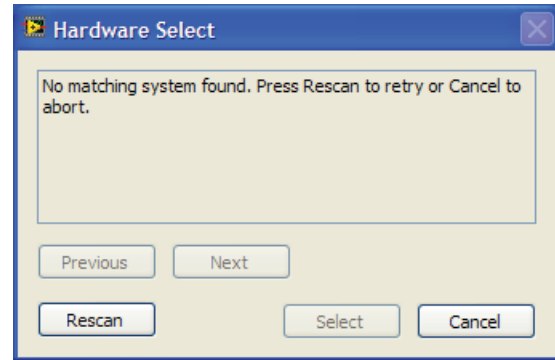 Hardware Select
No matching system found. Press Rescan to retry or Cancel to
abort.
Previous
Next
Rescan
Select
Cancel